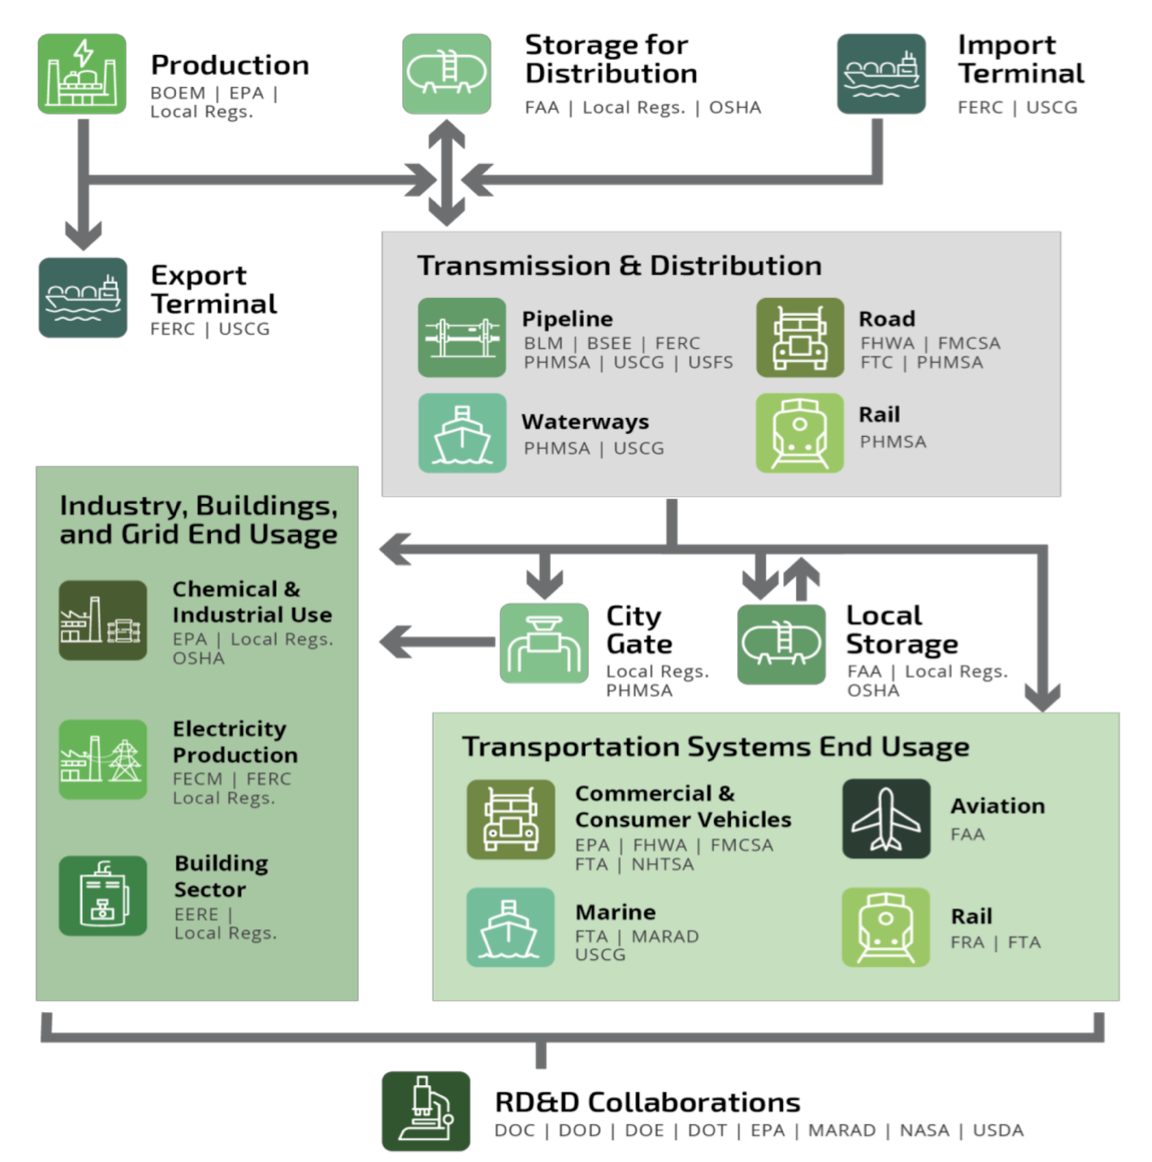 Production
BOEM | EPA |
Local Regs.
Storage for
Distribution
FAA | Local Regs. | OSHA
Import
Terminal
FERC | USCG
Export
Terminal
FERC | USCG
Transmission & Distribution
Pipeline
BLM | BSEE | FERC
PHMSA | USCG | USFS
Road
FHWA | FMCSA
FTC | PHMSA
Waterways
PHMSA | USCG
Rail
PHMSA
Industry, Buildings,
and Grid End Usage
Chemical &
Industrial Use
EPA | Local Regs.
OSHA
Electricity
Production
FECM | FERC
Local Regs.
Building
Sector
EERE |
Local Regs.
City
Gate
Local Regs.
PHMSA
Local
Storage
FAA | Local Regs.
OSHA
Transportation Systems End Usage
Commercial &
Consumer Vehicles
EPA | FHWA | FMCSA
FTA | NHTSA
Aviation
FAA
Marine
FTA | MARAD
USCG
Rail
FRA | FTA
RD&D Collaborations
DOC | DOD | DOE | DOT | EPA | MARAD | NASA | USDA